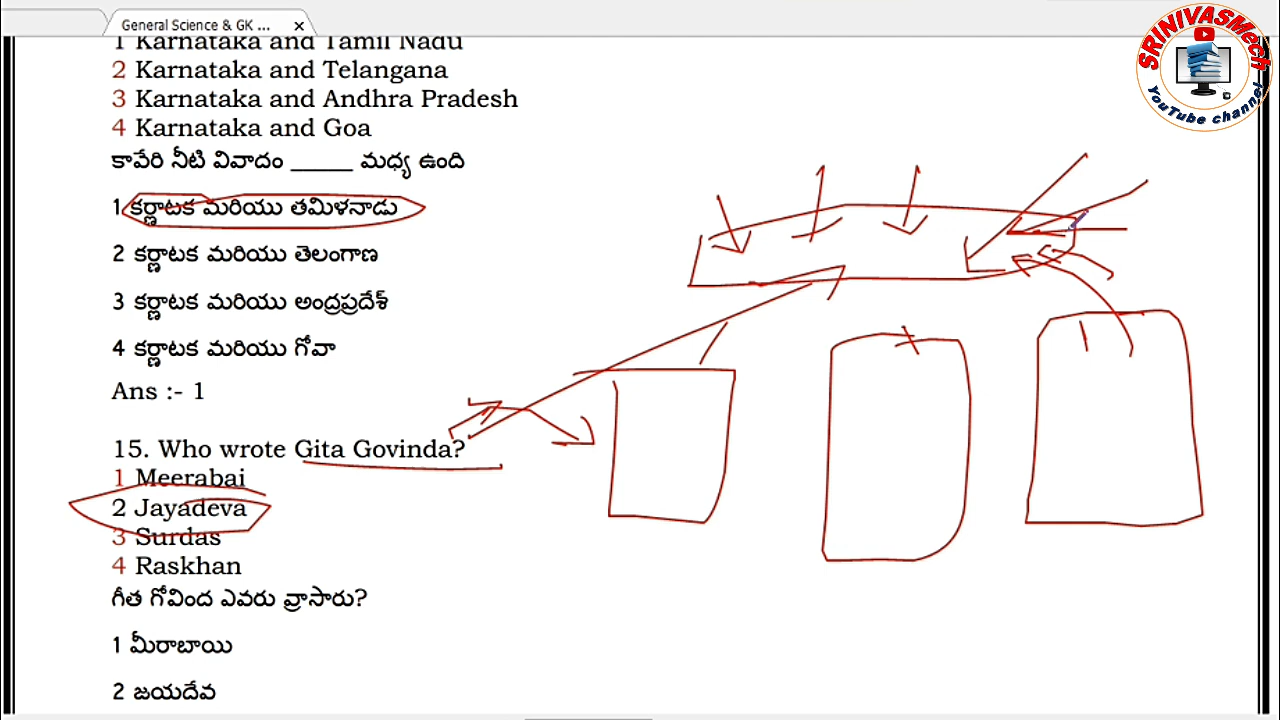 General Science & GK ...
SRINIVASMech
YouTube channel
1 Karnataka and Tamil Nadu
2 Karnataka and Telangana
3 Karnataka and Andhra Pradesh
4 Karnataka and Goa
కావేరి నీటి వివాదం _____ మధ్య ఉంది
1 కర్ణాటక మరియు తమిళనాడు
2 కర్ణాటక మరియు తెలంగాణ
3 కర్ణాటక మరియు అంద్రప్రదేశ్
4 కర్ణాటక మరియు గోవా
Ans :- 1
15. Who wrote Gita Govinda?
1 Meerabai
2 Jayadeva
3 Surdas
4 Raskhan
గీత గోవింద ఎవరు వ్రాసారు?
1 మీరాబాయి
2 జయదేవ